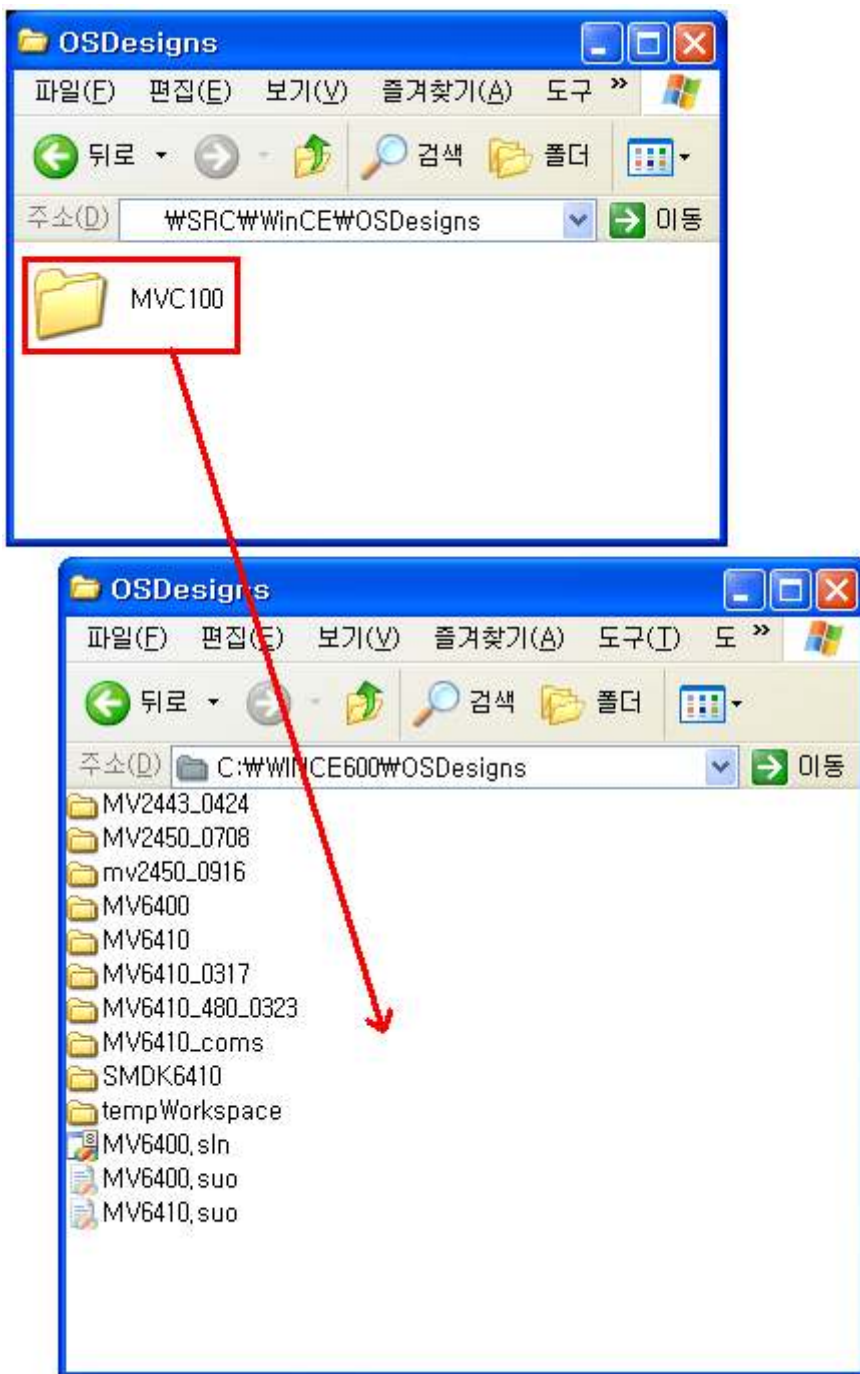 OSDesigns
파일(F) 편집(E) 보기(V) 즐겨찾기(A) 도구 »
뒤로 검색 폴더
주소(D) ₩SRC₩WinCE₩OSDesigns 이동
MVC100
OSDesigns
파일(F) 편집(E) 보기(V) 즐겨찾기(A) 도구(T) 도 »
뒤로 검색 폴더
주소(D) C:₩WINCE600₩OSDesigns 이동
MV2443_0424
MV2450_0708
mv2450_0916
MV6400
MV6410
MV6410_0317
MV6410_480_0323
MV6410_coms
SMDK6410
tempWorkspace
MV6400.sln
MV6400.suo
MV6410.suo